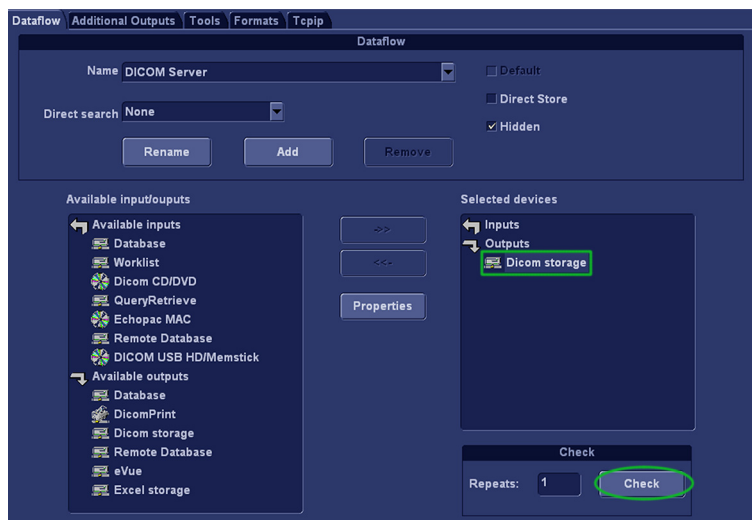 Dataflow Additional Outputs Tools Formats Tcpip
Dataflow
Name DICOM Server
Default
Direct search None
Direct Store
Hidden
Rename Add Remove
Available input/ouputs
Available inputs
Database
Worklist
Dicom CD/DVD
QueryRetrieve
Echopac MAC
Remote Database
DICOM USB HD/Memstick
Available outputs
Database
DicomPrint
Dicom storage
Remote Database
eVue
Excel storage
->>
<<-
Properties
Selected devices
Inputs
Outputs
Dicom storage
Check
Repeats: 1 Check